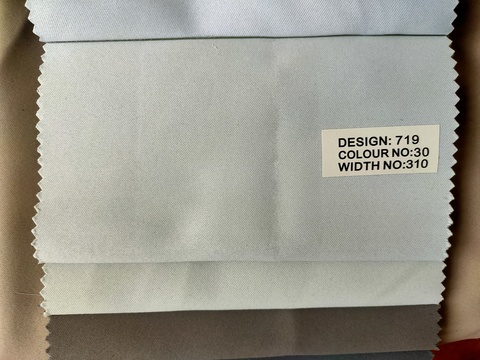 DESIGN: 719
COLOUR NO:30
WIDTH NO:310